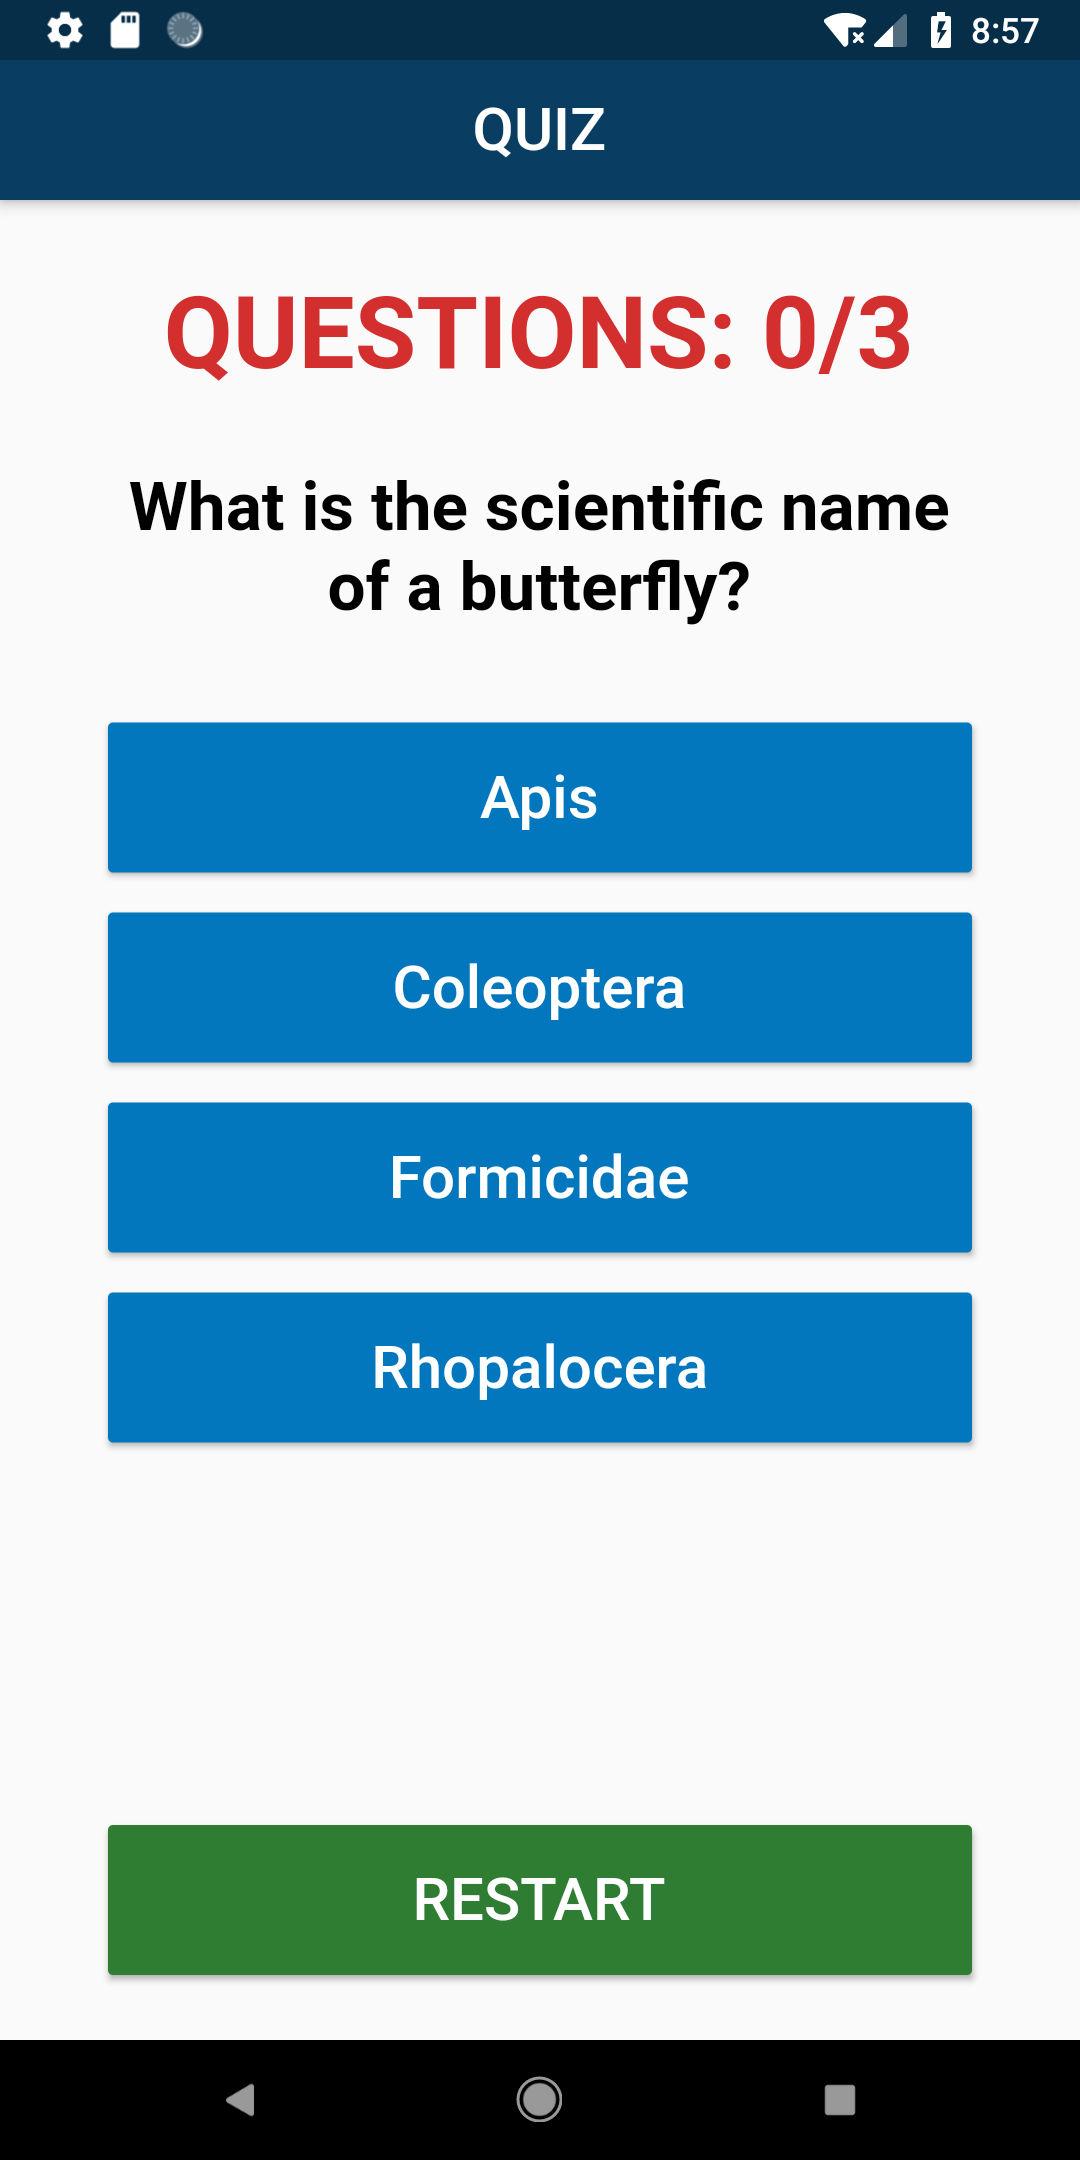 8:57
QUIZ
QUESTIONS: 0/3
What is the scientific name
of a butterfly?
Apis
Coleoptera
Formicidae
Rhopalocera
RESTART